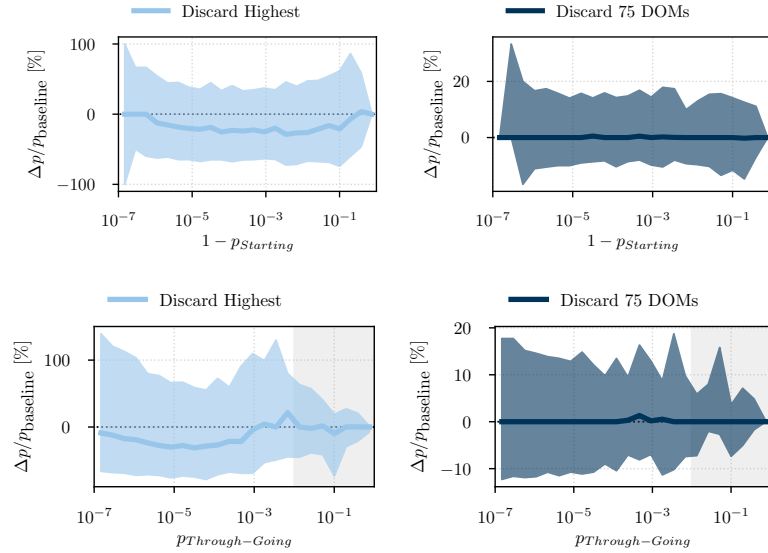 Discard Highest
Discard 75 DOMs
Δp/p_baseline [%]
100
0
−100
10^−7
10^−5
10^−3
10^−1
1 − p_Starting
Δp/p_baseline [%]
20
0
10^−7
10^−5
10^−3
10^−1
1 − p_Starting
Discard Highest
Discard 75 DOMs
Δp/p_baseline [%]
100
0
10^−7
10^−5
10^−3
10^−1
p_Through−Going
Δp/p_baseline [%]
20
10
0
−10
10^−7
10^−5
10^−3
10^−1
p_Through−Going